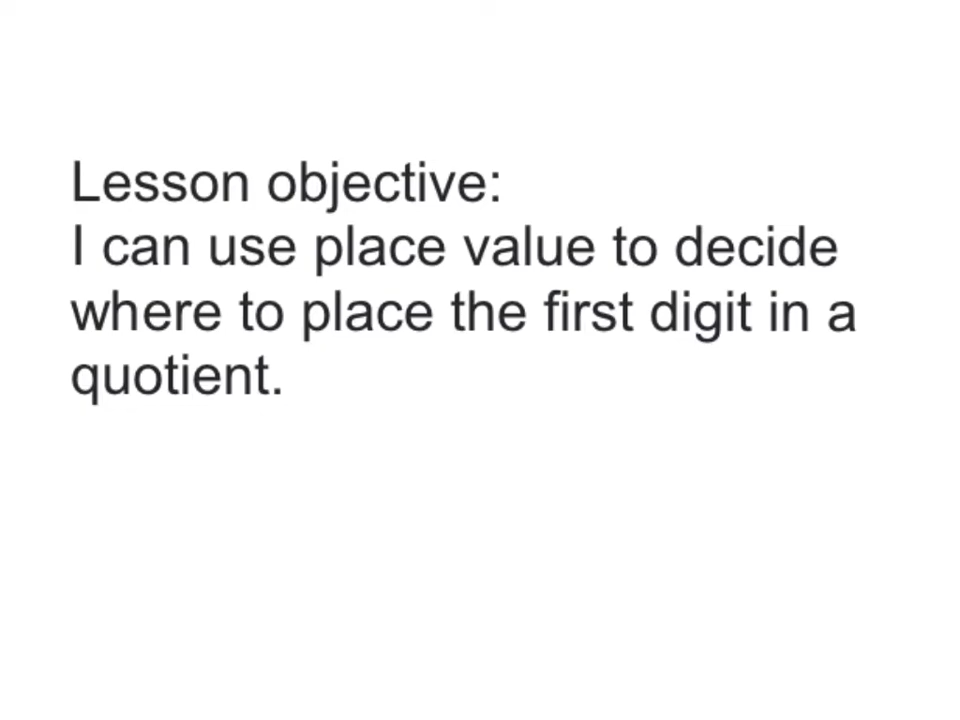 Lesson objective:
I can use place value to decide
where to place the first digit in a
quotient.